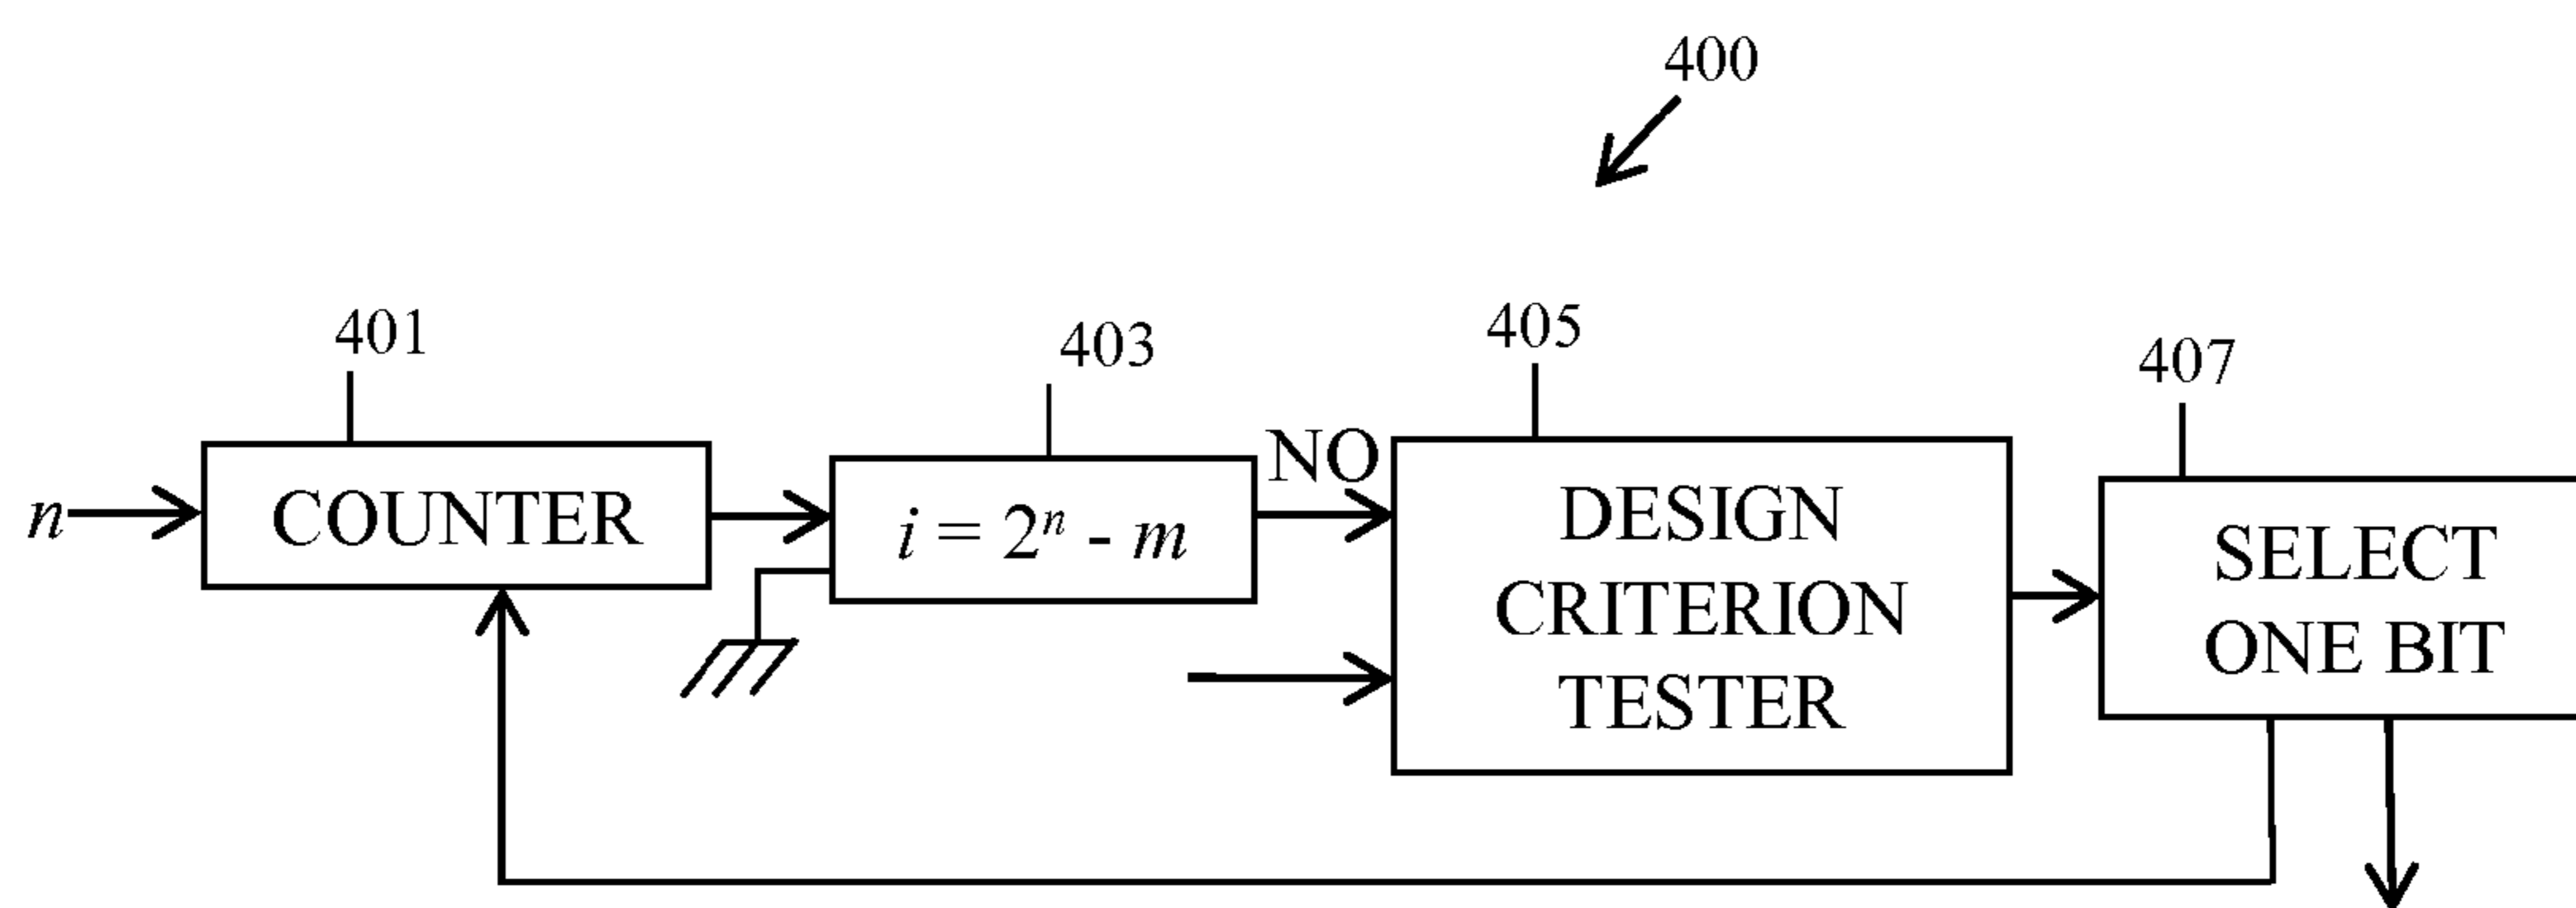 400
401
403
405
407
n
COUNTER
i = 2ⁿ - m
NO
DESIGN
CRITERION
TESTER
SELECT
ONE BIT